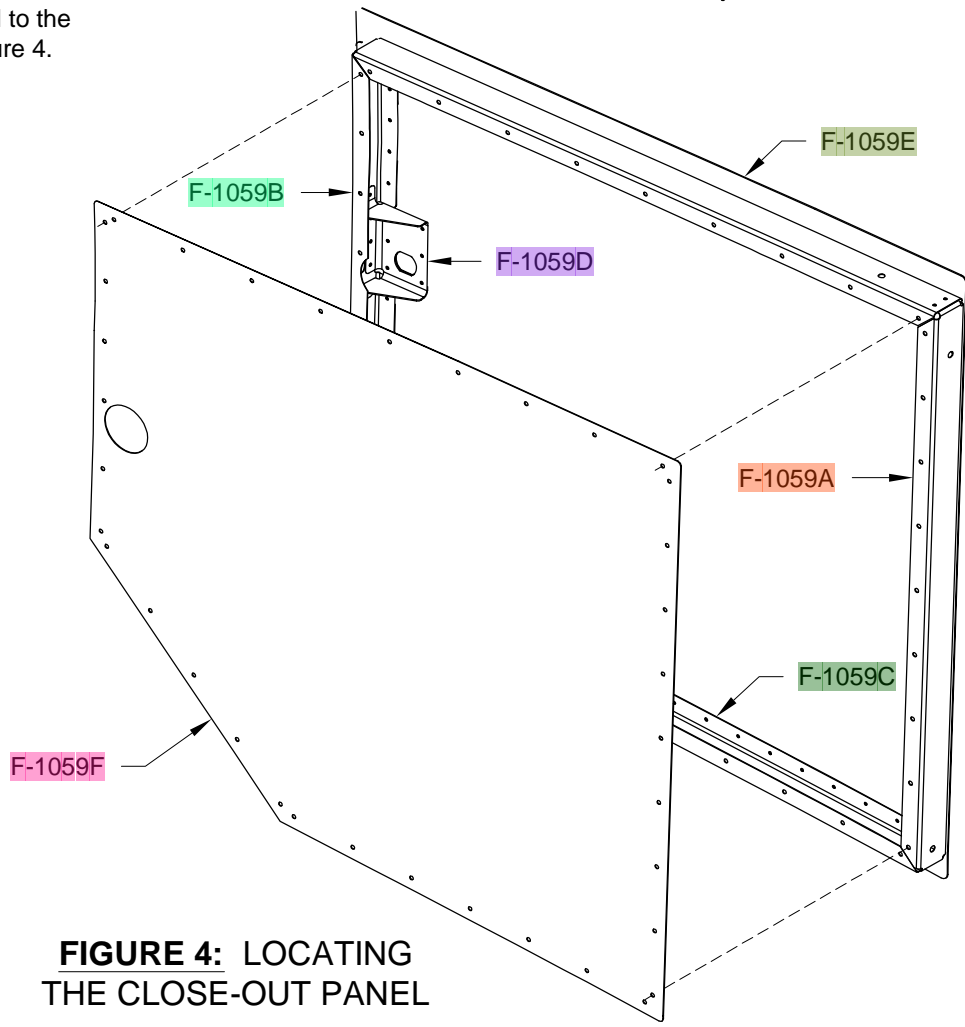 l to the
ure 4.
F-1059E
F-1059B
F-1059D
F-1059A
F-1059C
F-1059F
FIGURE 4: LOCATING
THE CLOSE-OUT PANEL